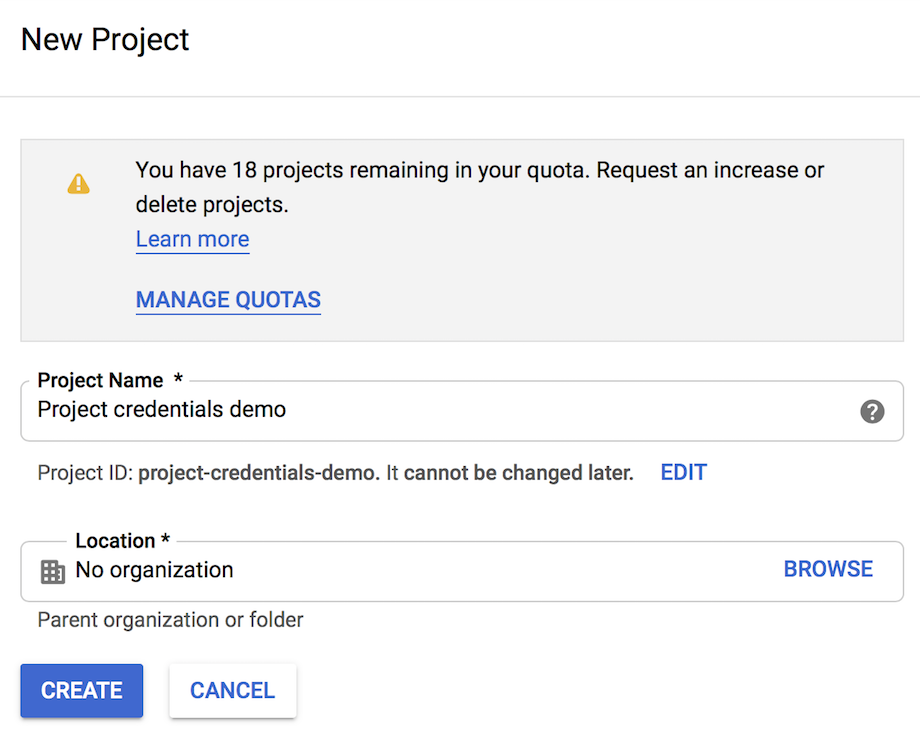 New Project
You have 18 projects remaining in your quota. Request an increase or
delete projects.
Learn more
MANAGE QUOTAS
Project Name *
Project credentials demo
Project ID: project-credentials-demo. It cannot be changed later. EDIT
Location *
No organization BROWSE
Parent organization or folder
CREATE CANCEL